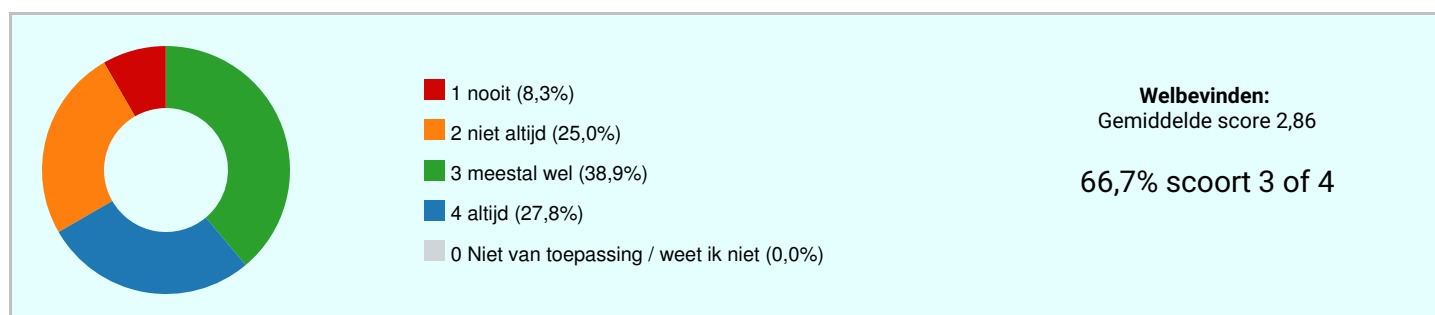 1 nooit (8,3%)
2 niet altijd (25,0%)
3 meestal wel (38,9%)
4 altijd (27,8%)
0 Niet van toepassing / weet ik niet (0,0%)
Welbevinden:
Gemiddelde score 2,86
66,7% scoort 3 of 4